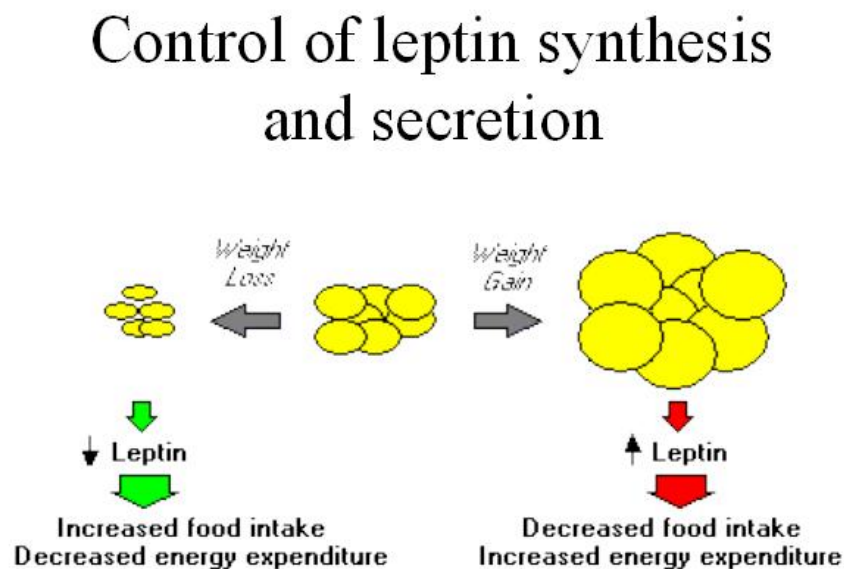 Control of leptin synthesis
and secretion
Weight
Loss
Weight
Gain
Leptin
Leptin
Increased food intake
Decreased energy expenditure
Decreased food intake
Increased energy expenditure